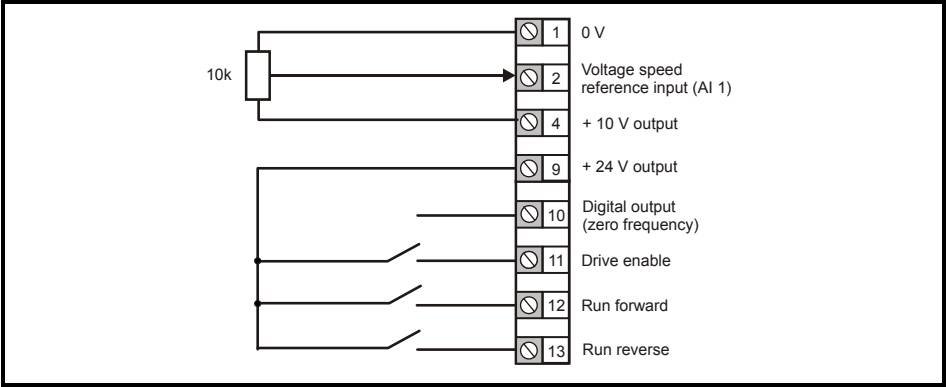 1 0 V
10k
2 Voltage speed
reference input (AI 1)
4 + 10 V output
9 + 24 V output
10 Digital output
(zero frequency)
11 Drive enable
12 Run forward
13 Run reverse